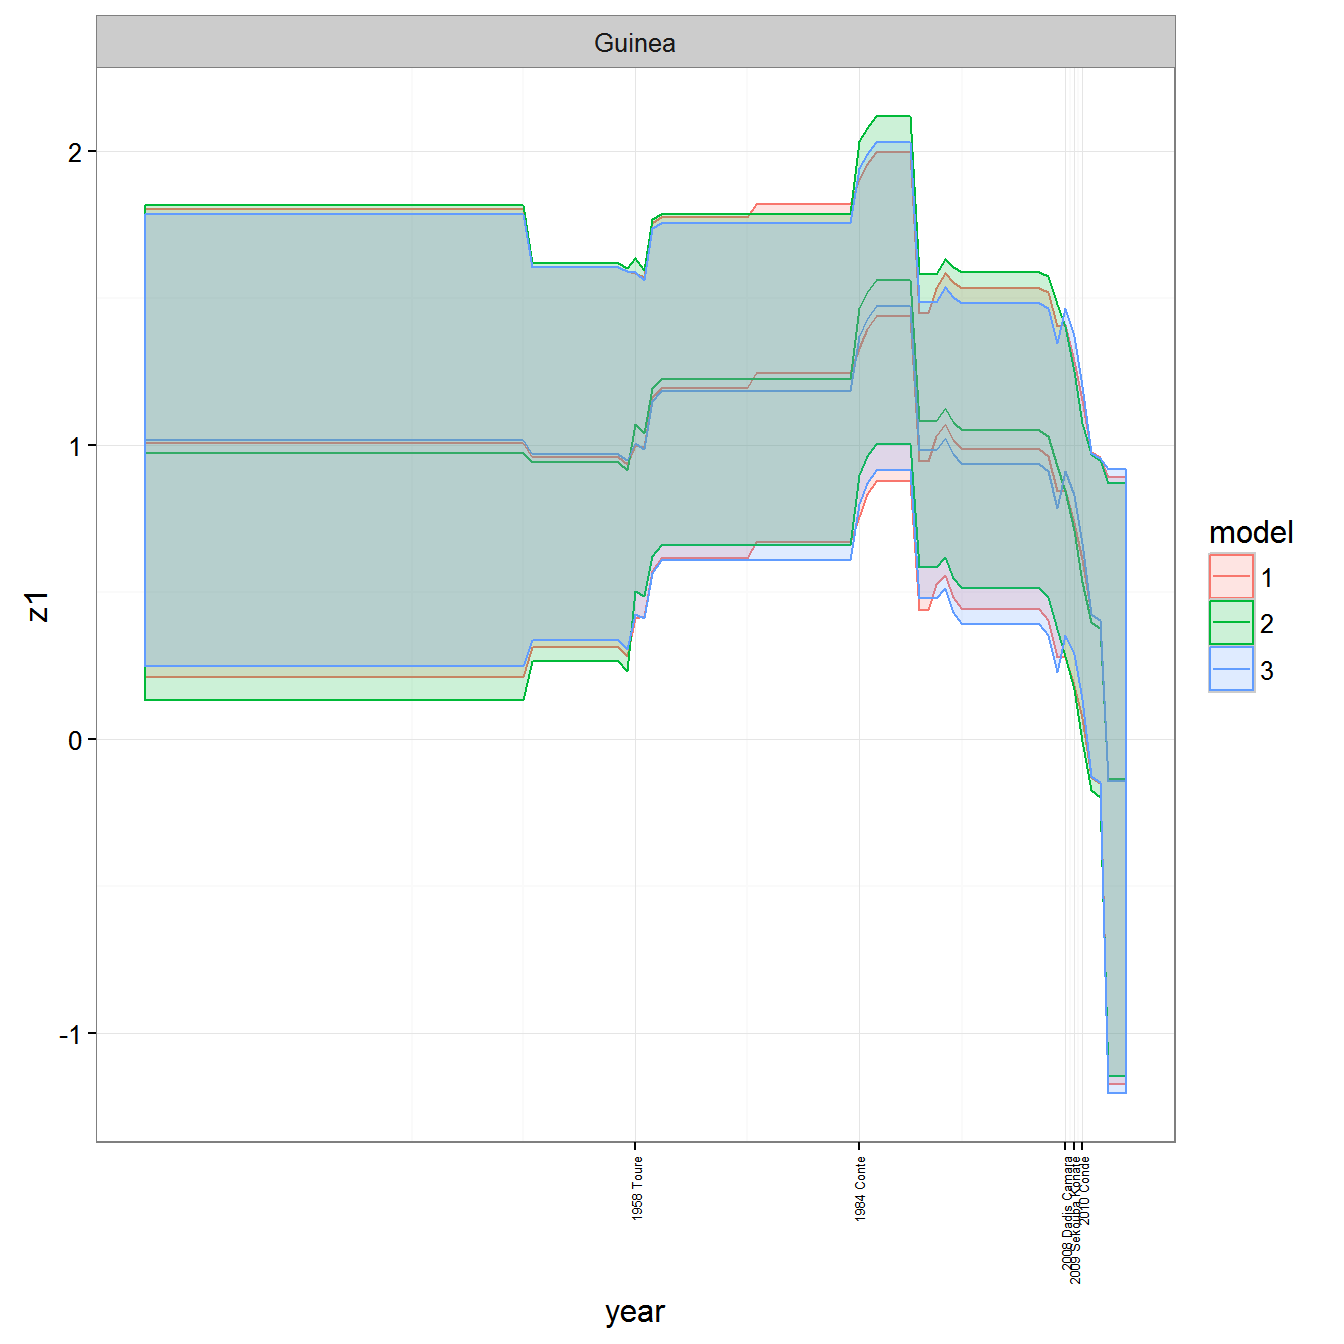 Guinea
2
1
0
-1
z1
1958 Toure
1984 Conte
2008 Dadis Camara
2009 Sekouba Konate
2010 Conde
year
model
1
2
3